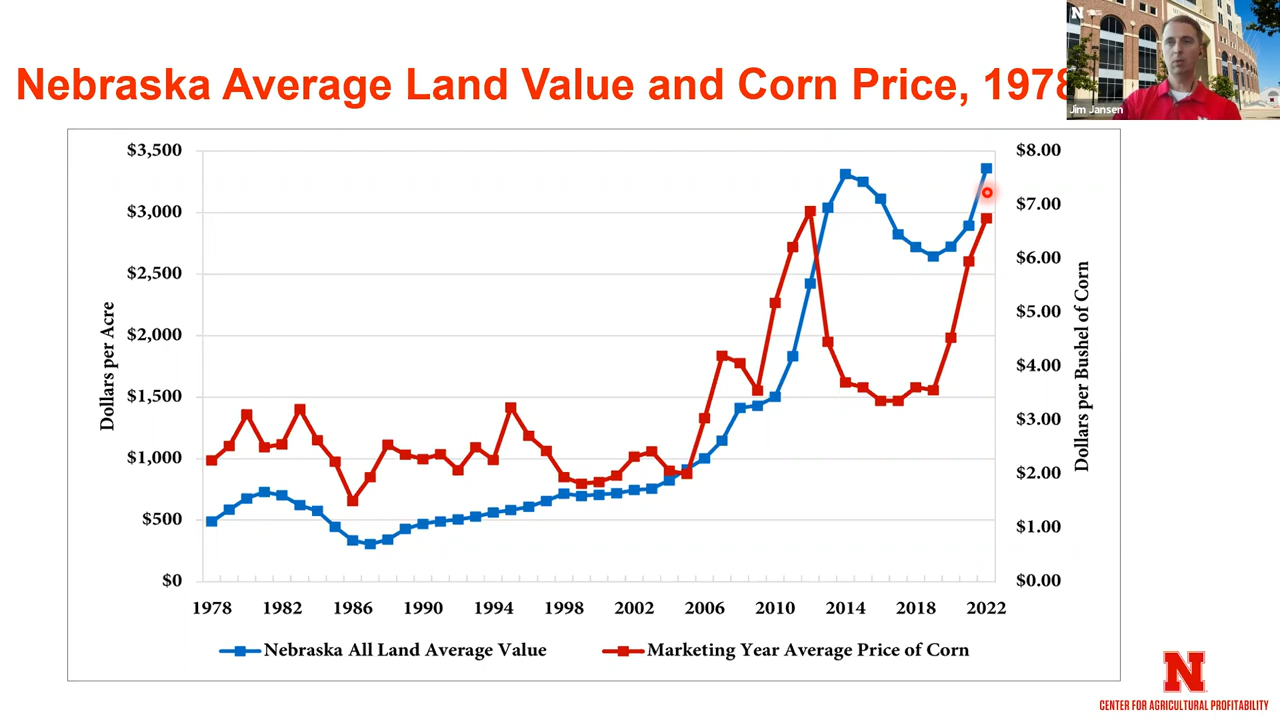 Nebraska Average Land Value and Corn Price, 1978
N
Jim Jansen
$3,500
$3,000
$2,500
$2,000
$1,500
$1,000
$500
$0
Dollars per Acre
$8.00
$7.00
$6.00
$5.00
$4.00
$3.00
$2.00
$1.00
$0.00
Dollars per Bushel of Corn
1978 1982 1986 1990 1994 1998 2002 2006 2010 2014 2018 2022
Nebraska All Land Average Value Marketing Year Average Price of Corn
N
CENTER FOR AGRICULTURAL PROFITABILITY